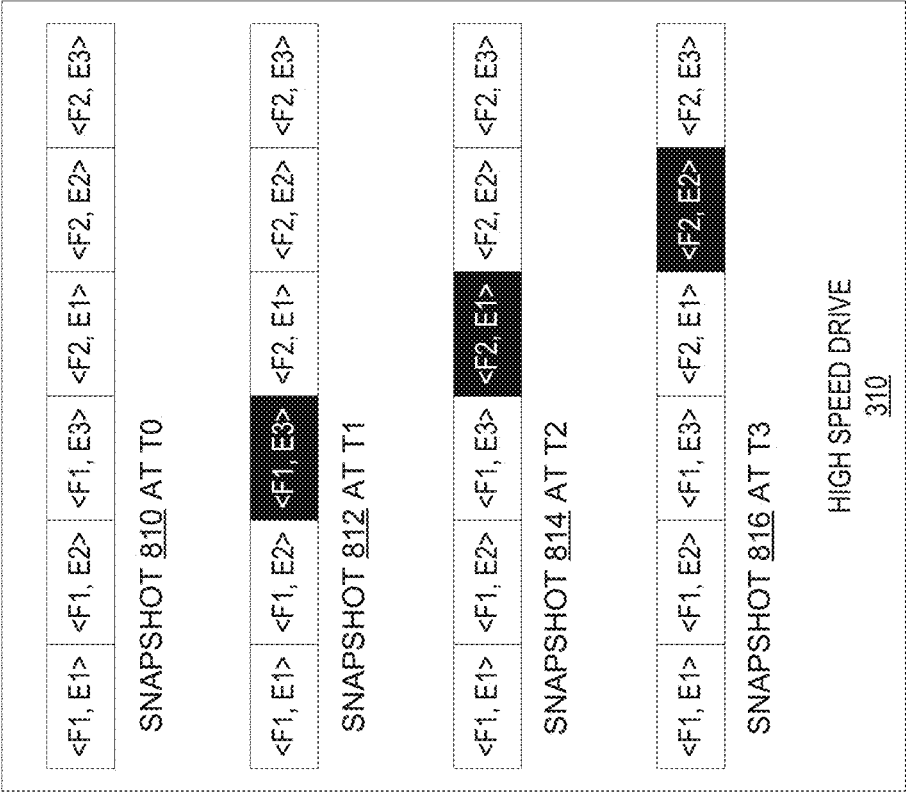 <F1, E1> <F1, E2> <F1, E3> <F2, E1> <F2, E2> <F2, E3>
SNAPSHOT 810 AT T0
<F1, E1> <F1, E2> <F1, E3> <F2, E1> <F2, E2> <F2, E3>
SNAPSHOT 812 AT T1
<F1, E1> <F1, E2> <F1, E3> <F2, E1> <F2, E2> <F2, E3>
SNAPSHOT 814 AT T2
<F1, E1> <F1, E2> <F1, E3> <F2, E1> <F2, E2> <F2, E3>
SNAPSHOT 816 AT T3
HIGH SPEED DRIVE
310